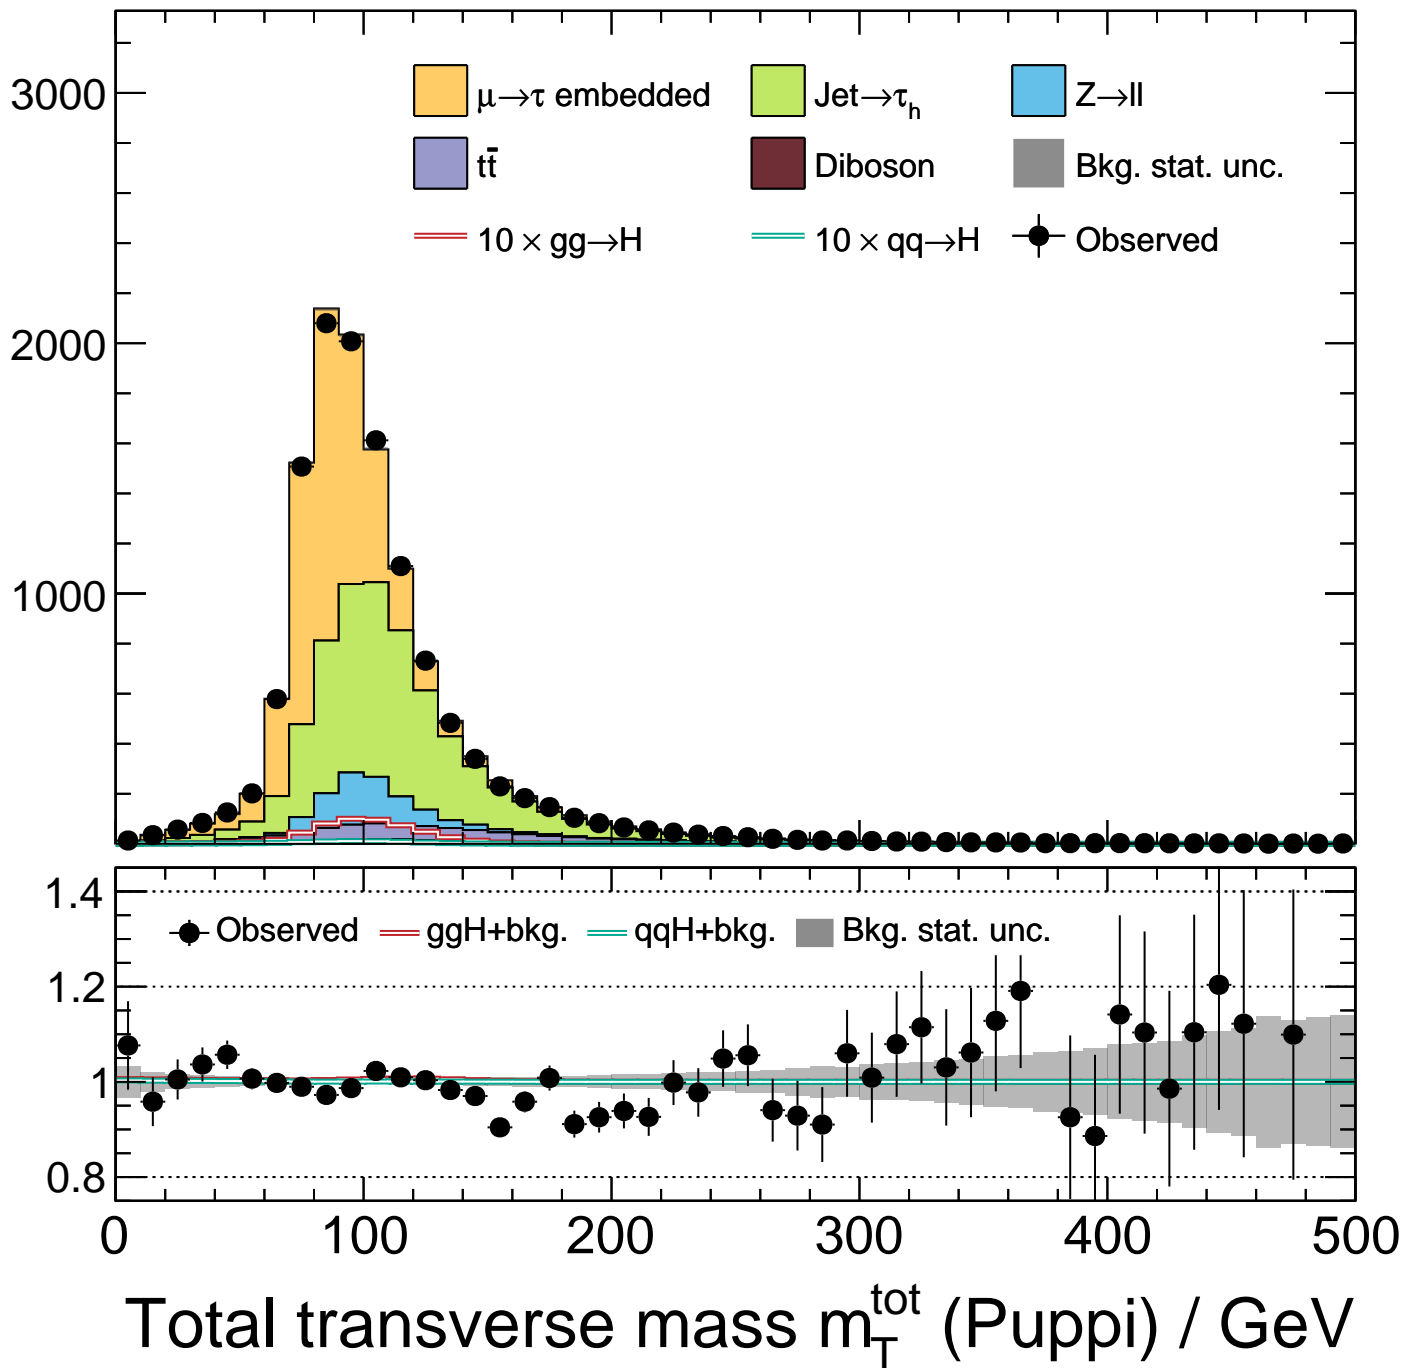 3000
2000
1000
μ→τ embedded Jet→τh Z→ll
tt̄ Diboson Bkg. stat. unc.
10 × gg→H 10 × qq→H Observed
1.4
1.2
1
0.8
Observed ggH+bkg. qqH+bkg. Bkg. stat. unc.
0 100 200 300 400 500
Total transverse mass m_T^tot (Puppi) / GeV